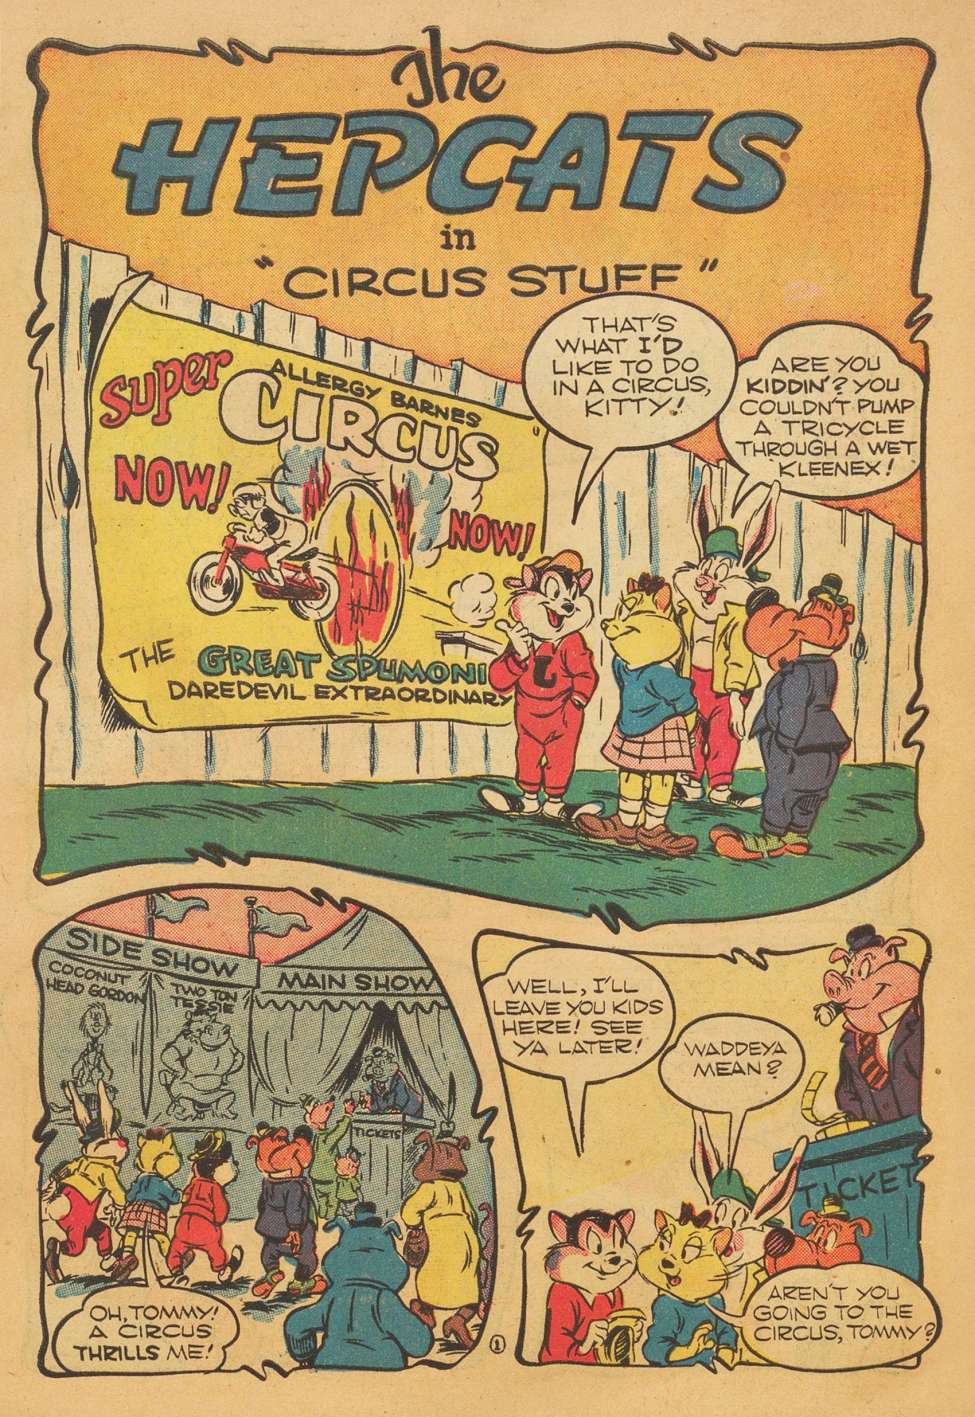 The
HEPCATS
in
"CIRCUS STUFF"
THAT'S
WHAT I'D
LIKE TO DO
IN A CIRCUS,
KITTY!
ARE YOU
KIDDIN'? YOU
COULDN'T PUMP
A TRICYCLE
THROUGH A WET
KLEENEX!
Super
ALLERGY BARNES
CIRCUS
NOW!
NOW!
THE
GREAT SPUMONI
DAREDEVIL EXTRAORDINARY
L
SIDE SHOW
COCONUT
HEAD GORDON
TWO TON
TESSIE
MAIN SHOW
TICKETS
OH, TOMMY!
A CIRCUS
THRILLS ME!
1
WELL, I'LL
LEAVE YOU KIDS
HERE! SEE
YA LATER!
WADDEYA
MEAN?
TICKET
AREN'T YOU
GOING TO THE
CIRCUS, TOMMY?